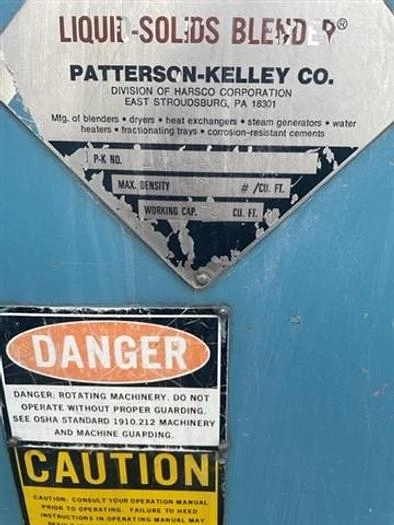 LIQUID-SOLIDS BLENDER®
PATTERSON-KELLEY CO.
DIVISION OF HARSCO CORPORATION
EAST STROUDSBURG, PA 18301
Mfg. of blenders • dryers • heat exchangers • steam generators • water
heaters • fractionating trays • corrosion-resistant cements
P-K NO.
MAX. DENSITY #/CU. FT.
WORKING CAP. CU. FT.
DANGER
DANGER: ROTATING MACHINERY. DO NOT
OPERATE WITHOUT PROPER GUARDING.
SEE OSHA STANDARD 1910.212 MACHINERY
AND MACHINE GUARDING.
CAUTION
CAUTION: CONSULT YOUR OPERATION MANUAL
PRIOR TO OPERATING. FAILURE TO HEED
INSTRUCTIONS IN OPERATING MANUAL MAY